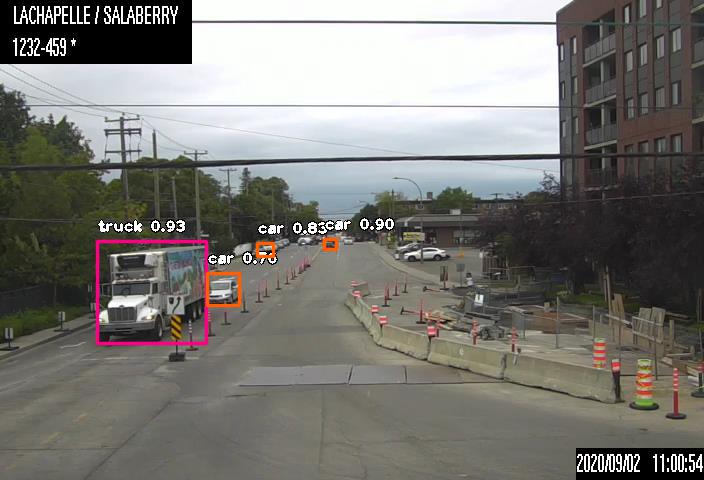 LACHAPELLE / SALABERRY
1232-459 *
truck 0.93
car 0.83
car 0.90
2020/09/02 11:00:54